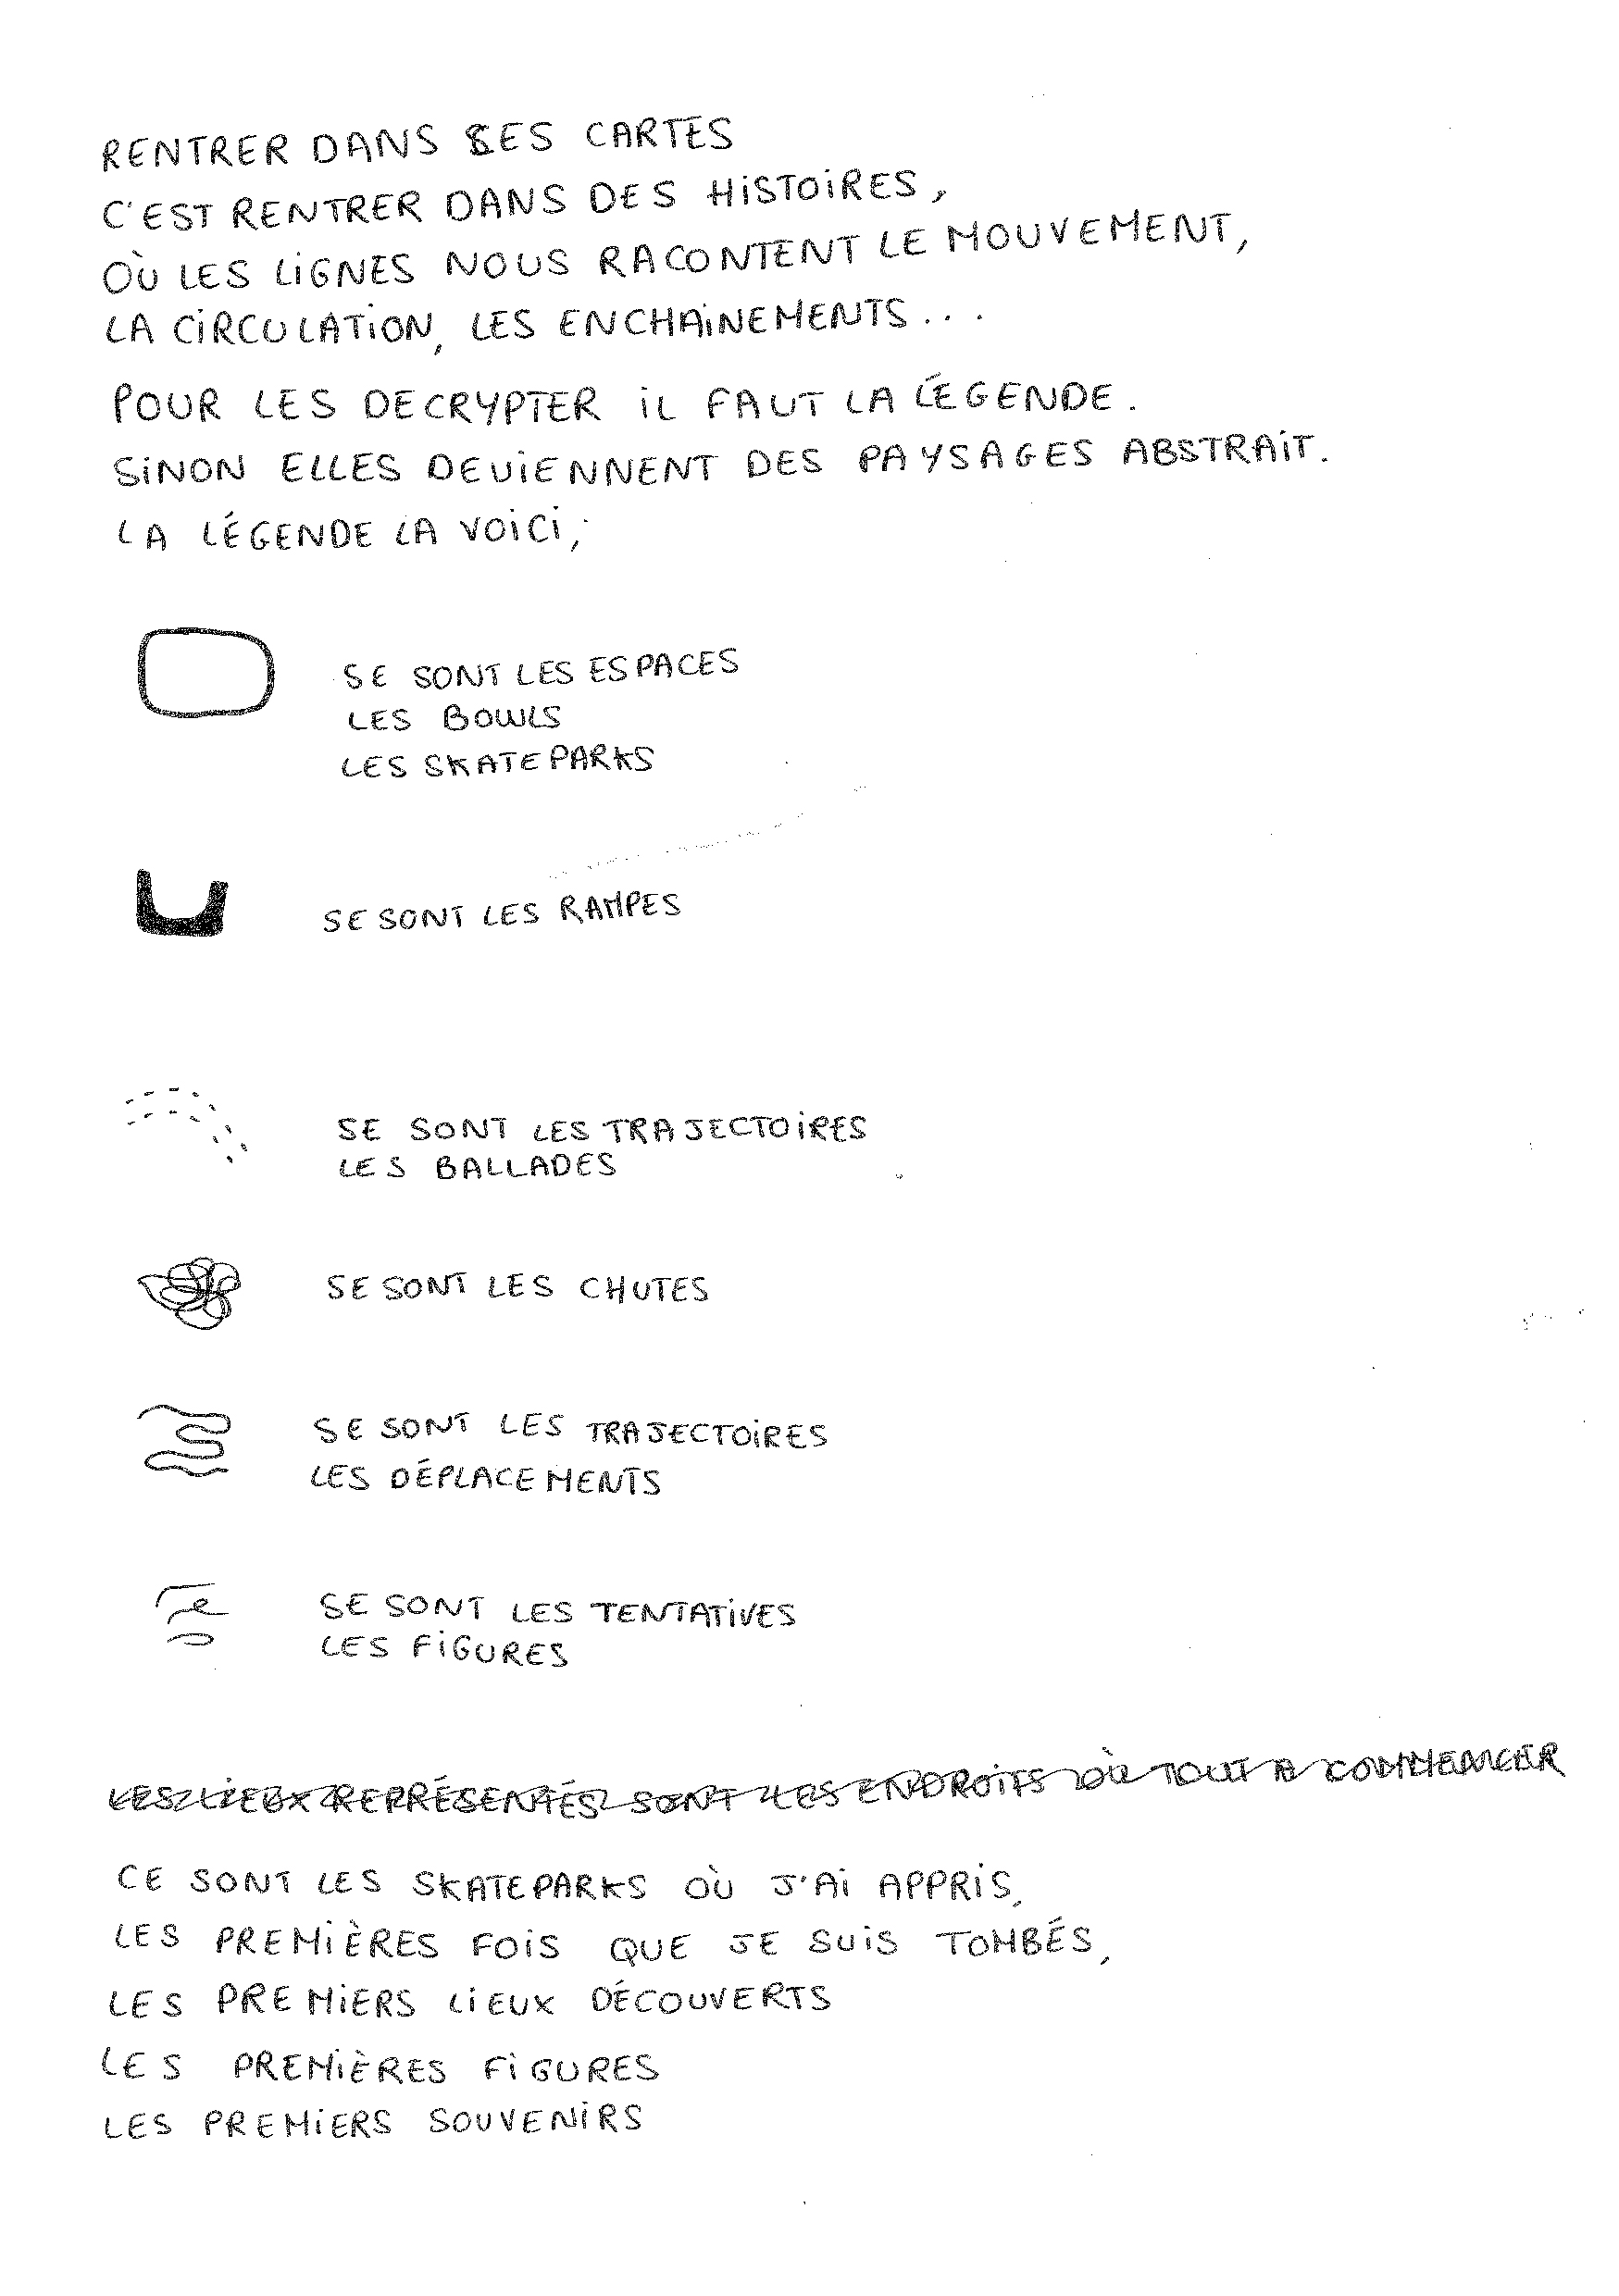 RENTRER DANS SES CARTES
C'EST RENTRER DANS DES HISTOIRES,
OÙ LES LIGNES NOUS RACONTENT LE MOUVEMENT,
LA CIRCULATION, LES ENCHAINEMENTS...
POUR LES DECRYPTER IL FAUT LA LÉGENDE.
SINON ELLES DEVIENNENT DES PAYSAGES ABSTRAIT.
LA LÉGENDE LA VOICI;
SE SONT LES ESPACES
LES BOWLS
LES SKATEPARKS
SE SONT LES RAMPES
SE SONT LES TRAJECTOIRES
LES BALLADES
SE SONT LES CHUTES
SE SONT LES TRAJECTOIRES
LES DÉPLACEMENTS
SE SONT LES TENTATIVES
LES FIGURES
LES LIEUX REPRÉSENTÉS SONT LES ENDROITS OÙ TOUT A COMMENCER
CE SONT LES SKATEPARKS OÙ J'AI APPRIS,
LES PREMIÈRES FOIS QUE JE SUIS TOMBÉS,
LES PREMIERS LIEUX DÉCOUVERTS
LES PREMIÈRES FIGURES
LES PREMIERS SOUVENIRS